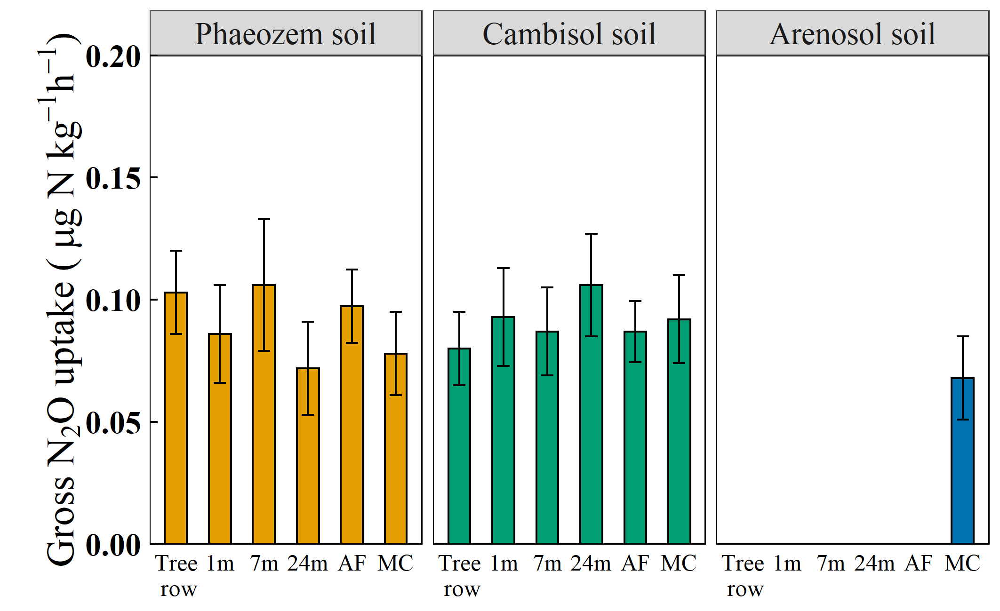 Phaeozem soil Cambisol soil Arenosol soil
Gross N₂O uptake ( μg N kg⁻¹h⁻¹)
0.20
0.15
0.10
0.05
0.00
Tree row 1m 7m 24m AF MC
Tree row 1m 7m 24m AF MC
Tree row 1m 7m 24m AF MC